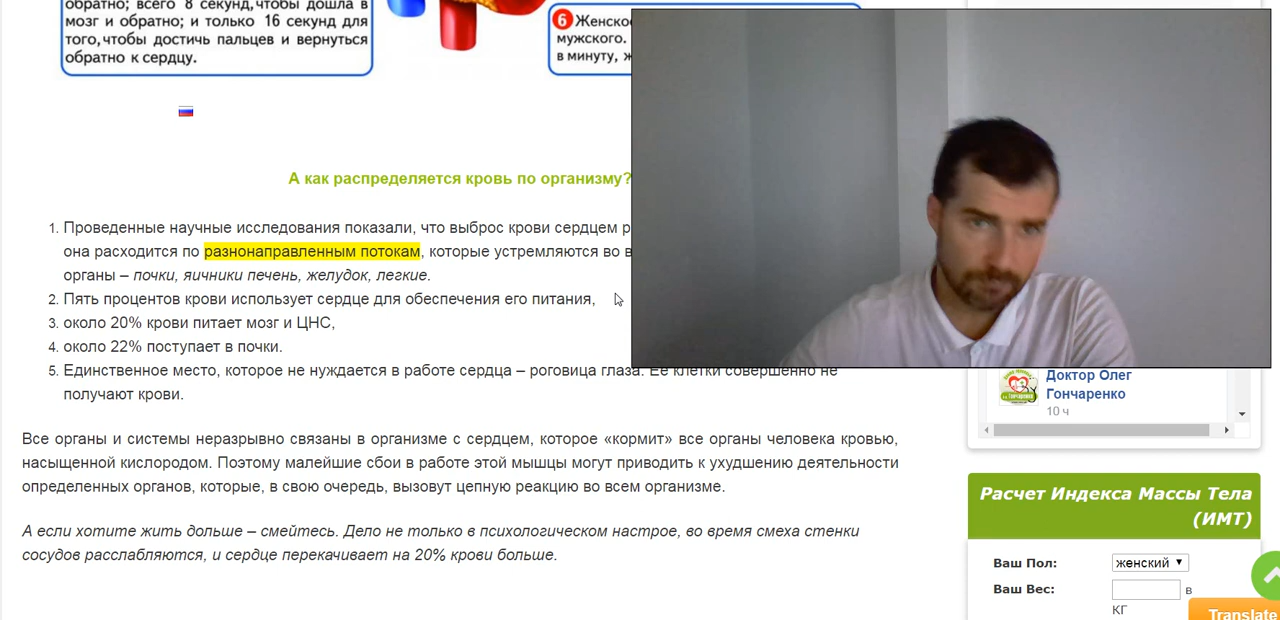 обратно; всего 8 секунд,чтобы дошла в
мозг и обратно; и только 16 секунд для
того,чтобы достичь пальцев и вернуться
обратно к сердцу.
6 Женско
мужского.
в минуту, ж
А как распределяется кровь по организму?
1. Проведенные научные исследования показали, что выброс крови сердцем р
она расходится по разнонаправленным потокам, которые устремляются во в
органы – почки, яичники печень, желудок, легкие.
2. Пять процентов крови использует сердце для обеспечения его питания,
3. около 20% крови питает мозг и ЦНС,
4. около 22% поступает в почки.
5. Единственное место, которое не нуждается в работе сердца – роговица глаза. Ее клетки совершенно не
получают крови.
Все органы и системы неразрывно связаны в организме с сердцем, которое «кормит» все органы человека кровью,
насыщенной кислородом. Поэтому малейшие сбои в работе этой мышцы могут приводить к ухудшению деятельности
определенных органов, которые, в свою очередь, вызовут цепную реакцию во всем организме.
А если хотите жить дольше – смейтесь. Дело не только в психологическом настрое, во время смеха стенки
сосудов расслабляются, и сердце перекачивает на 20% крови больше.
Доктор Олег
Гончаренко
10 ч
Расчет Индекса Массы Тела
(ИМТ)
Ваш Пол: женский
Ваш Вес: в
КГ
Translate